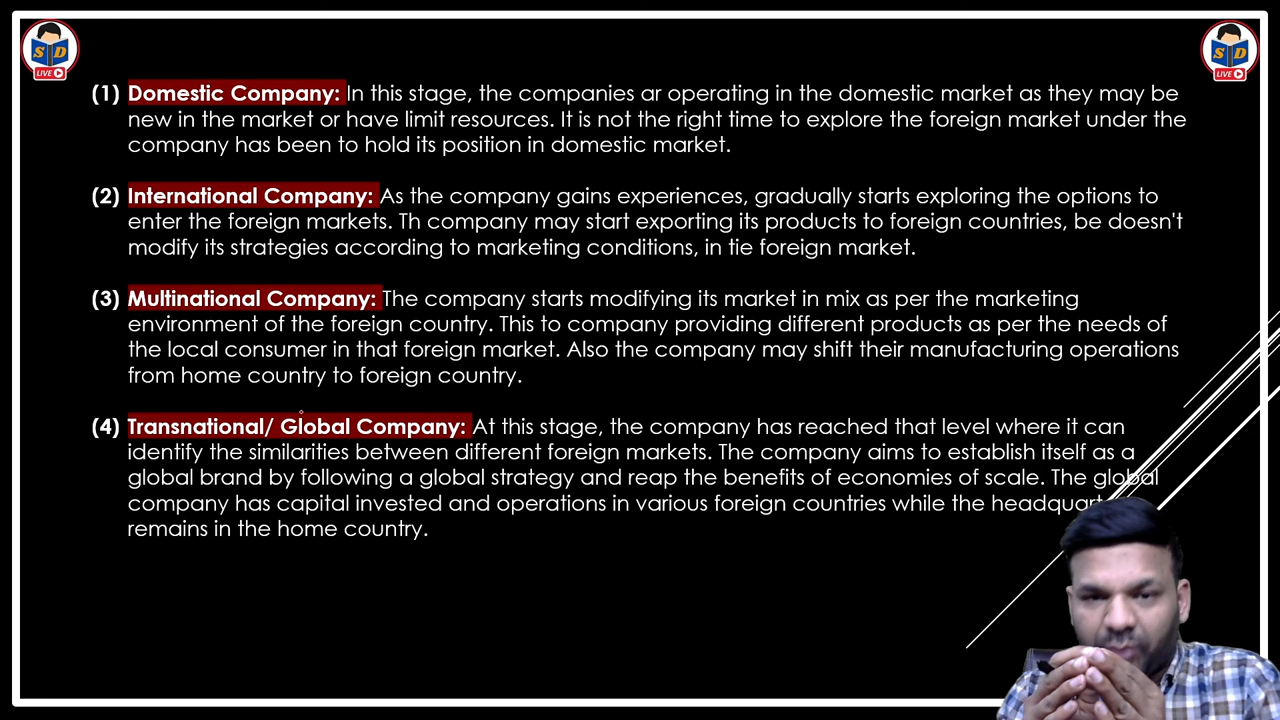 S D
LIVE
S D
LIVE
(1) Domestic Company: In this stage, the companies ar operating in the domestic market as they may be
new in the market or have limit resources. It is not the right time to explore the foreign market under the
company has been to hold its position in domestic market.
(2) International Company: As the company gains experiences, gradually starts exploring the options to
enter the foreign markets. Th company may start exporting its products to foreign countries, be doesn't
modify its strategies according to marketing conditions, in tie foreign market.
(3) Multinational Company: The company starts modifying its market in mix as per the marketing
environment of the foreign country. This to company providing different products as per the needs of
the local consumer in that foreign market. Also the company may shift their manufacturing operations
from home country to foreign country.
(4) Transnational/ Global Company: At this stage, the company has reached that level where it can
identify the similarities between different foreign markets. The company aims to establish itself as a
global brand by following a global strategy and reap the benefits of economies of scale. The global
company has capital invested and operations in various foreign countries while the
remains in the home country.